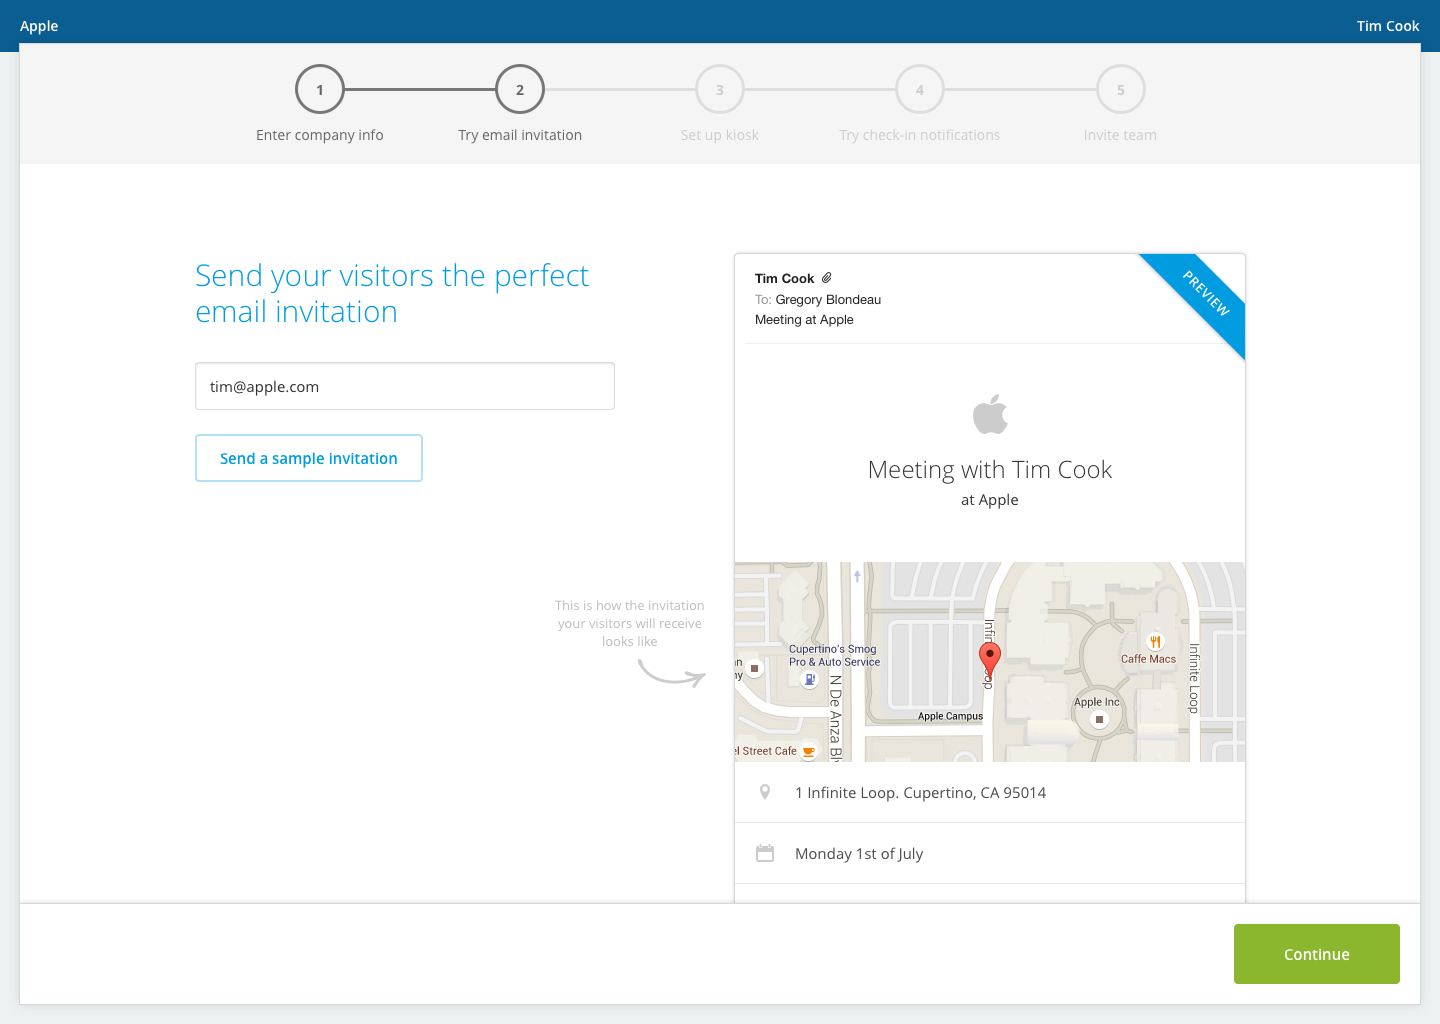 Apple
Tim Cook
1
2
3
4
5
Enter company info
Try email invitation
Set up kiosk
Try check-in notifications
Invite team
Send your visitors the perfect
email invitation
tim@apple.com
Send a sample invitation
This is how the invitation
your visitors will receive
looks like
Tim Cook
To: Gregory Blondeau
Meeting at Apple
PREVIEW
Meeting with Tim Cook
at Apple
Cupertino's Smog
Pro & Auto Service
N De Anza Blv
el Street Cafe
Apple Campus
Infin
oop
Apple Inc
Caffe Macs
Infinite Loop
1 Infinite Loop. Cupertino, CA 95014
Monday 1st of July
Continue